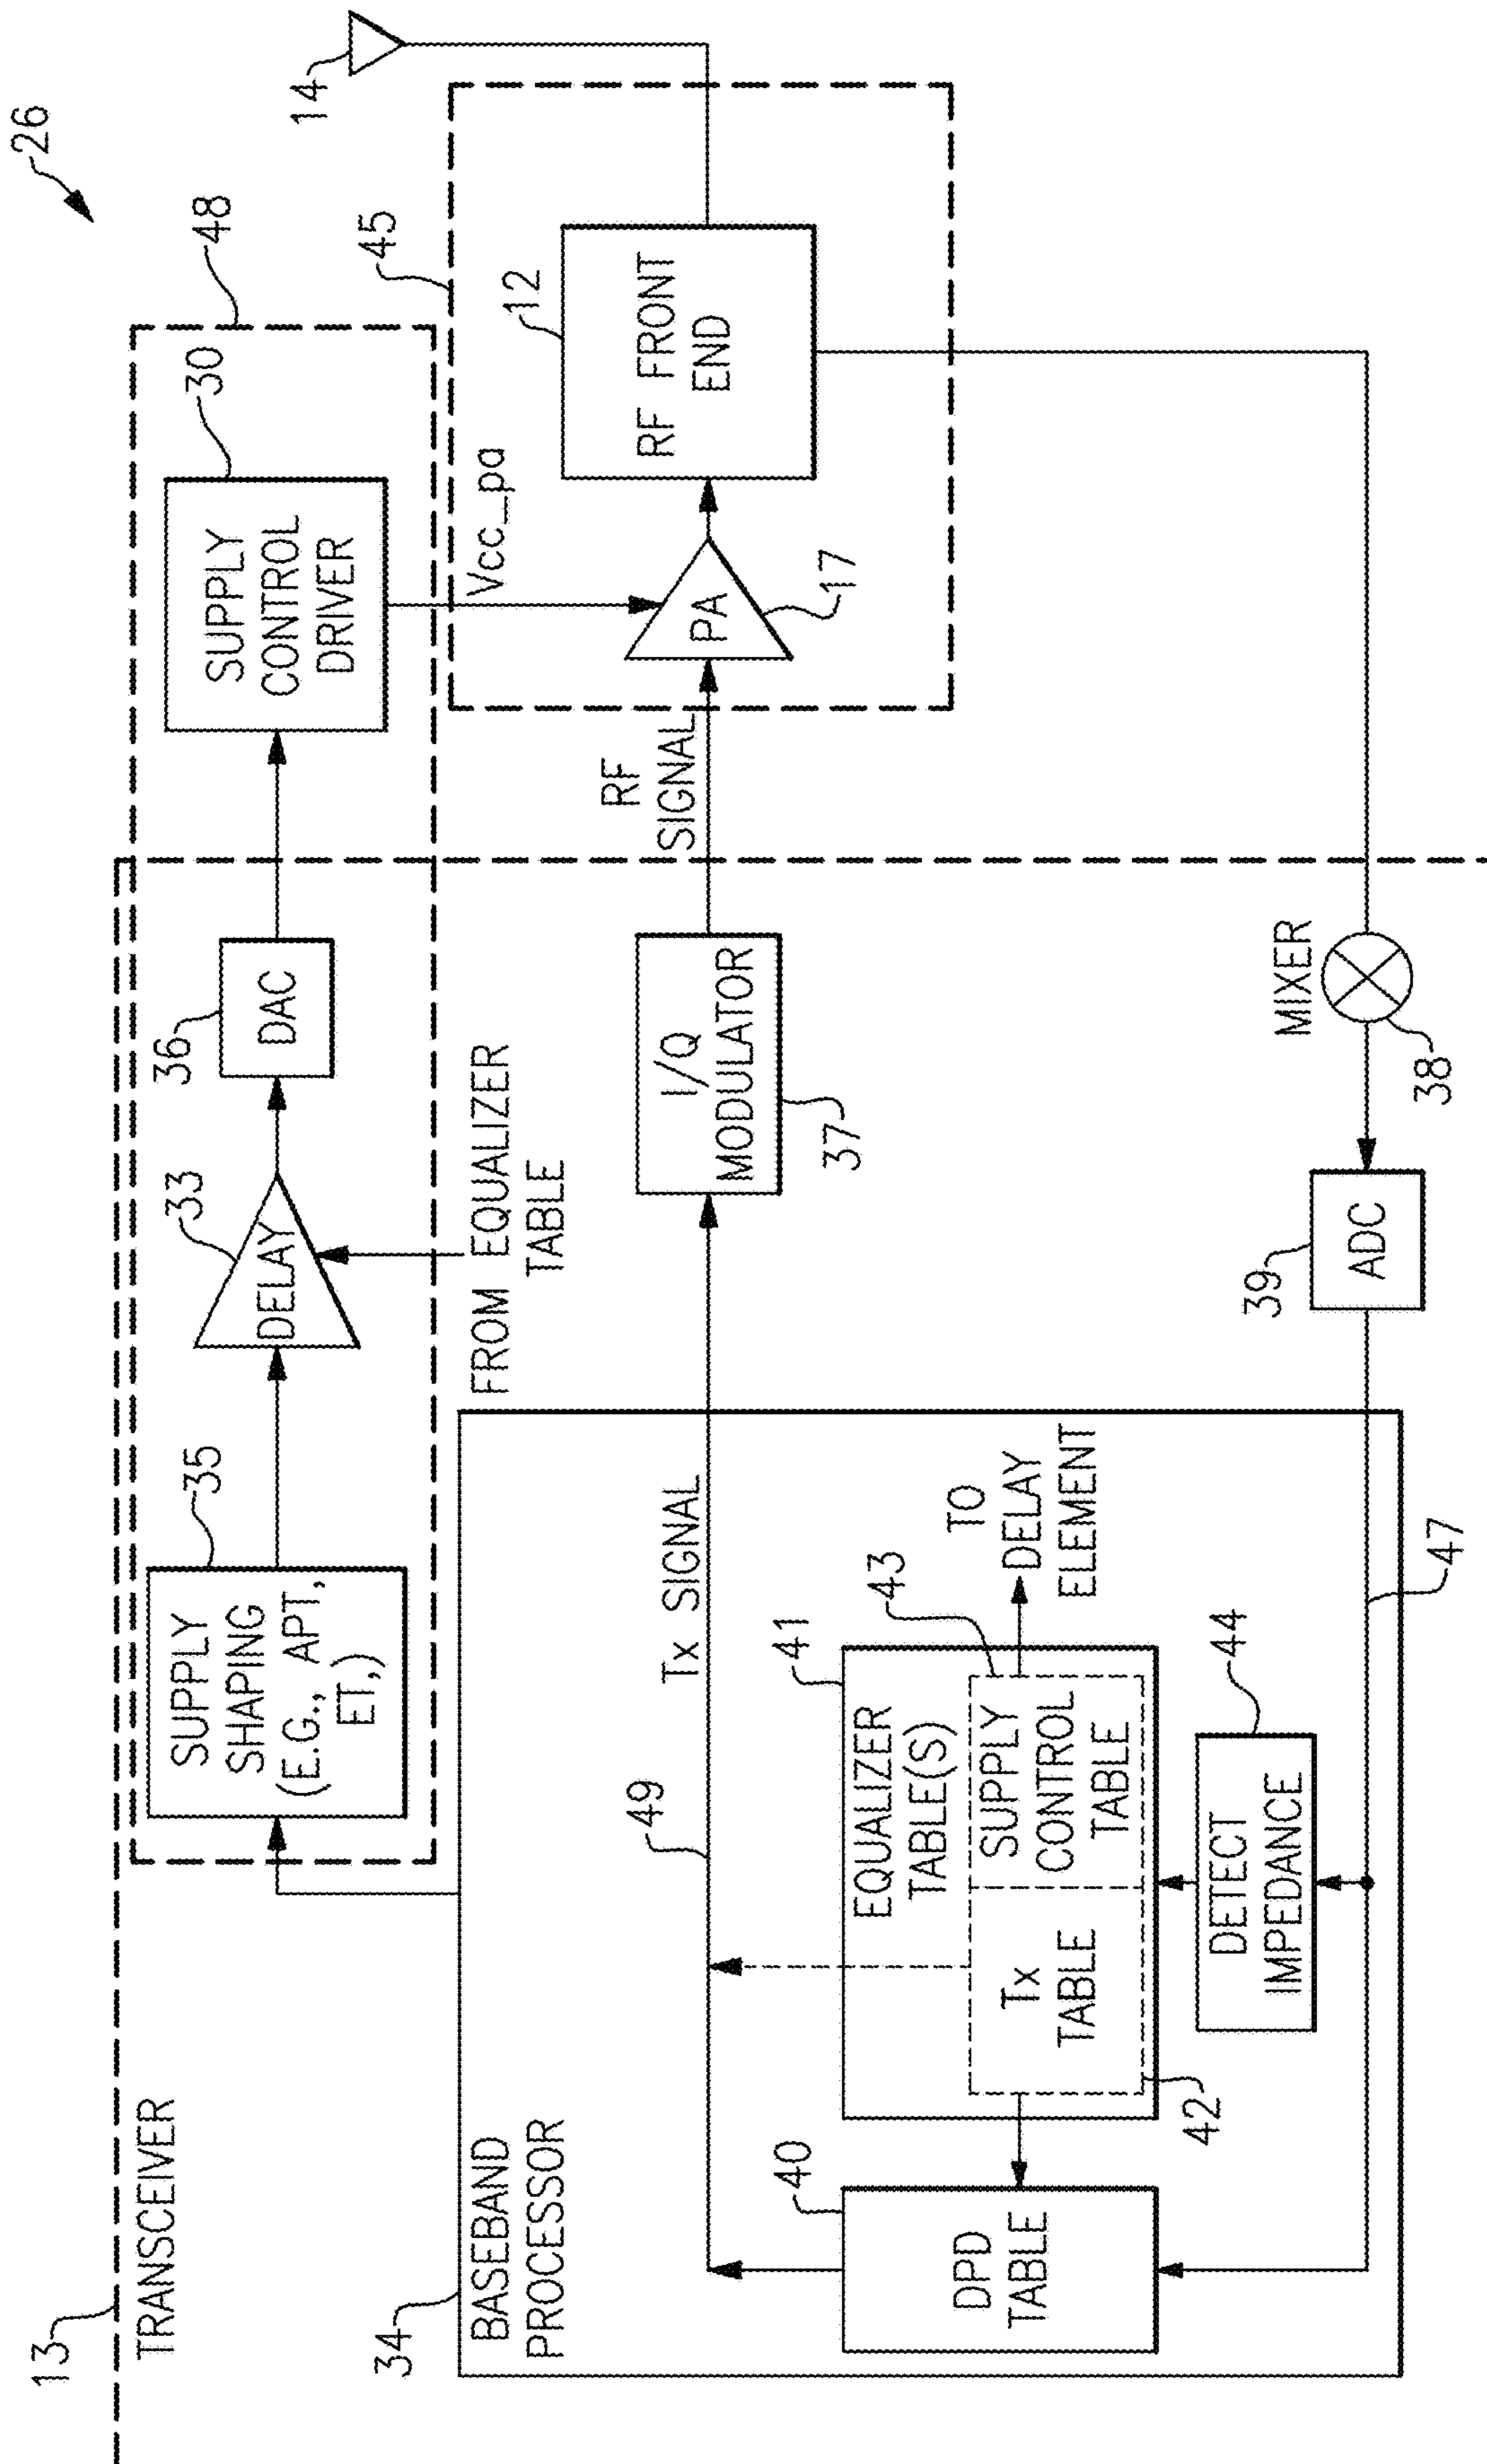 26
13
TRANSCEIVER
48
35
SUPPLY
SHAPING
(E.G., APT,
ET,)
33
DELAY
36
DAC
30
SUPPLY
CONTROL
DRIVER
14
FROM EQUALIZER
TABLE
Vcc_pa
45
34
BASEBAND
PROCESSOR
49
Tx SIGNAL
I/Q
MODULATOR
37
RF
SIGNAL
PA
17
12
RF FRONT
END
40
DPD
TABLE
41
EQUALIZER
TABLE(S)
42
Tx
TABLE
43
SUPPLY
CONTROL
TABLE
TO
DELAY
ELEMENT
44
DETECT
IMPEDANCE
47
39
ADC
MIXER
38